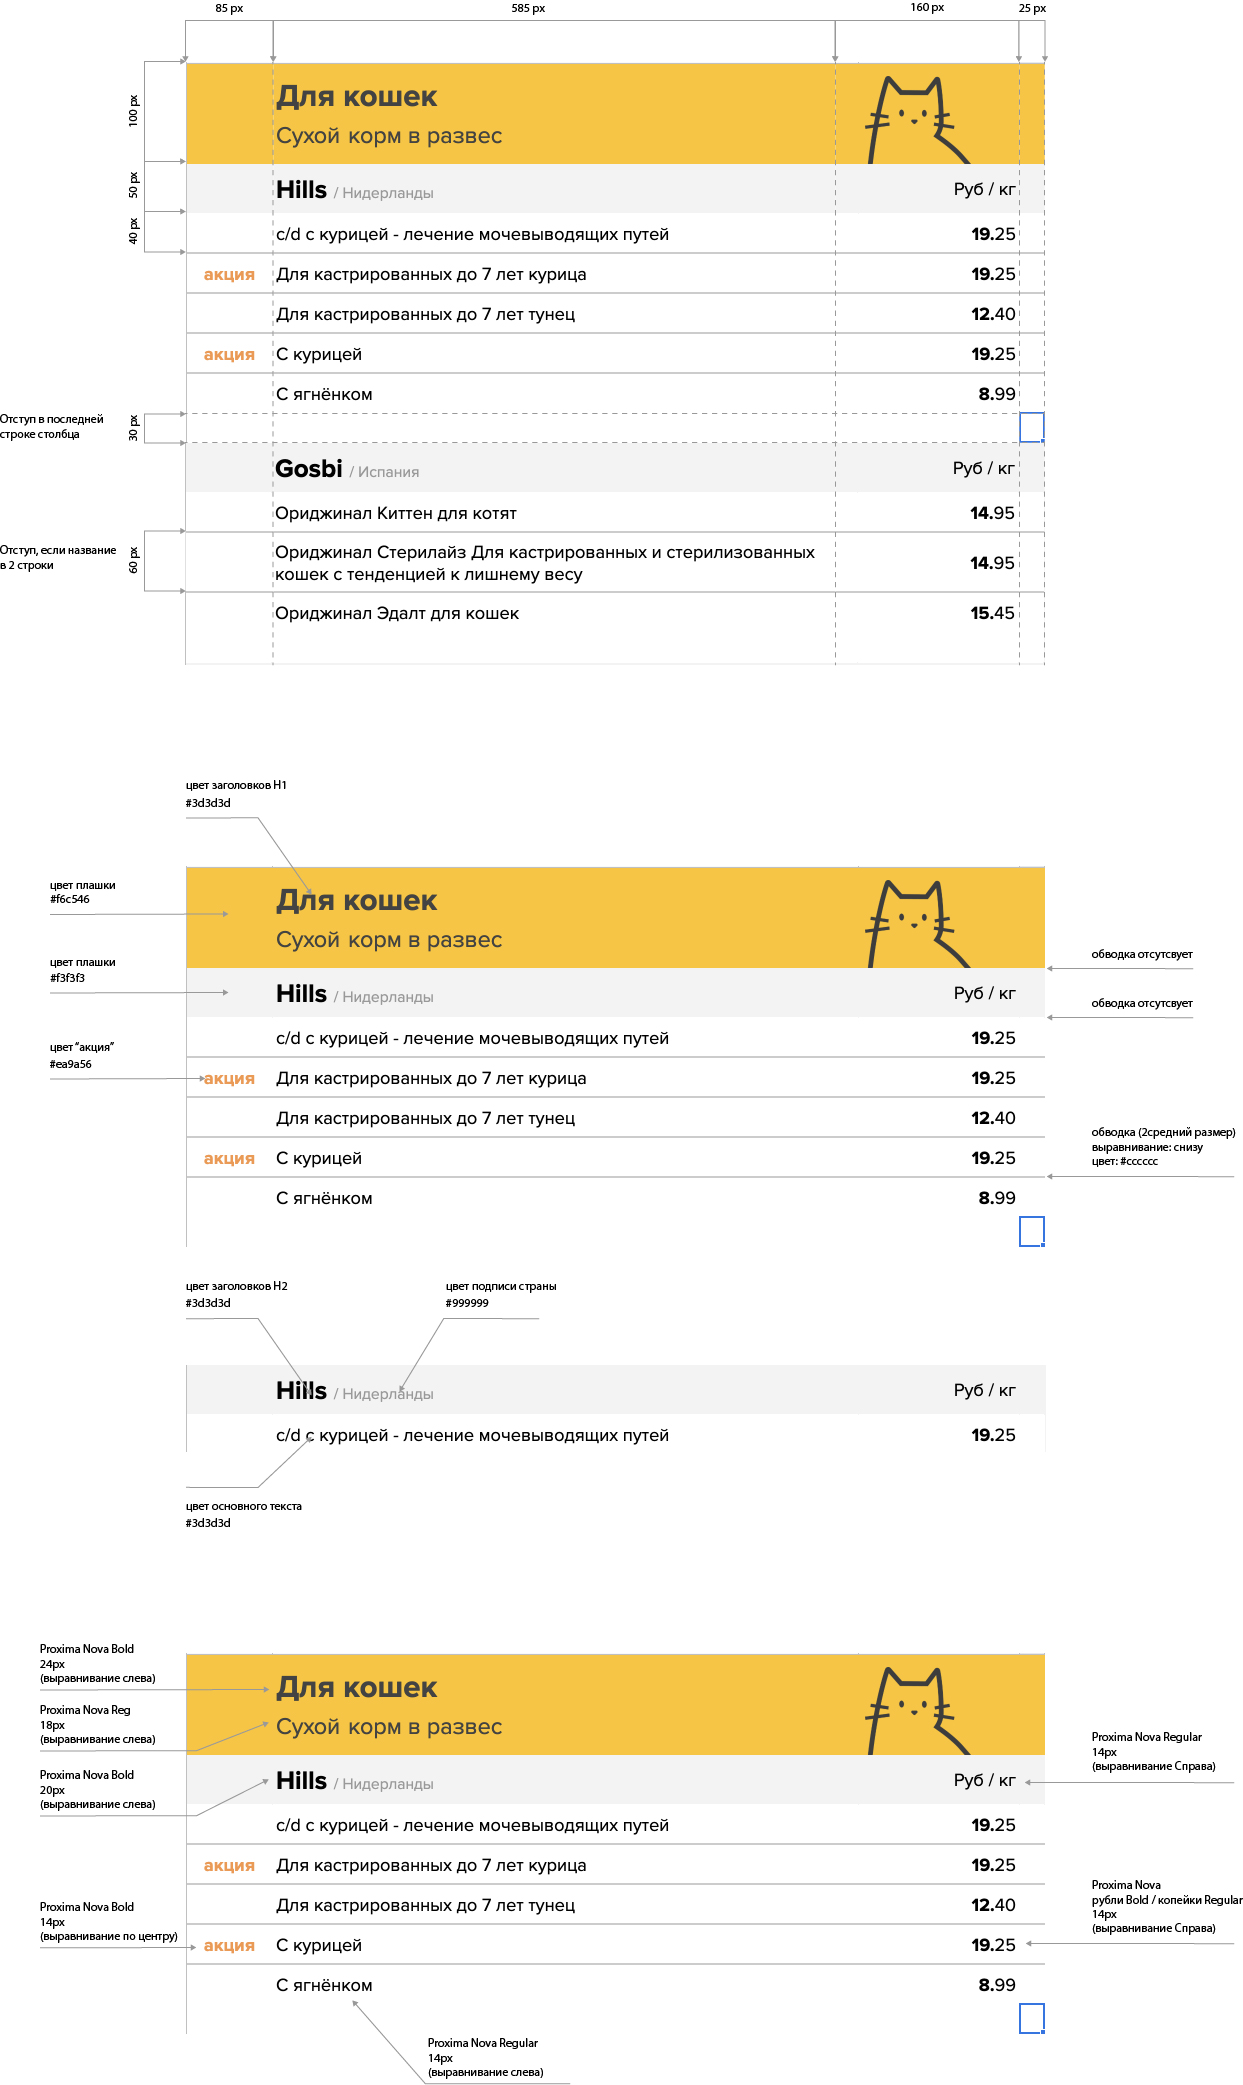 85 px
585 px
160 px
25 px
100 px
Для кошек
Сухой корм в развес
50 px
Hills / Нидерланды
Руб / кг
40 px
c/d с курицей - лечение мочевыводящих путей
19.25
акция
Для кастрированных до 7 лет курица
19.25
Для кастрированных до 7 лет тунец
12.40
акция
С курицей
19.25
С ягнёнком
8.99
Отступ в последней
строке столбца
30 px
Gosbi / Испания
Руб / кг
Ориджинал Киттен для котят
14.95
Отступ, если название
в 2 строки
60 px
Ориджинал Стерилайз Для кастрированных и стерилизованных
кошек с тенденцией к лишнему весу
14.95
Ориджинал Эдалт для кошек
15.45
цвет заголовков H1
#3d3d3d
цвет плашки
#f6c546
Для кошек
Сухой корм в развес
цвет плашки
#f3f3f3
обводка отсутсвует
Hills / Нидерланды
Руб / кг
обводка отсутсвует
c/d с курицей - лечение мочевыводящих путей
19.25
цвет “акция”
#ea9a56
акция
Для кастрированных до 7 лет курица
19.25
Для кастрированных до 7 лет тунец
12.40
обводка (2средний размер)
выравнивание: снизу
цвет: #cccccc
акция
С курицей
19.25
С ягнёнком
8.99
цвет заголовков H2
#3d3d3d
цвет подписи страны
#999999
Hills / Нидерланды
Руб / кг
c/d с курицей - лечение мочевыводящих путей
19.25
цвет основного текста
#3d3d3d
Proxima Nova Bold
24px
(выравнивание слева)
Для кошек
Proxima Nova Reg
18px
(выравнивание слева)
Сухой корм в развес
Proxima Nova Bold
20px
(выравнивание слева)
Hills / Нидерланды
Руб / кг
Proxima Nova Regular
14px
(выравнивание Справа)
c/d с курицей - лечение мочевыводящих путей
19.25
акция
Для кастрированных до 7 лет курица
19.25
Для кастрированных до 7 лет тунец
12.40
Proxima Nova
рубли Bold / копейки Regular
14px
(выравнивание Справа)
Proxima Nova Bold
14px
(выравнивание по центру)
акция
С курицей
19.25
С ягнёнком
8.99
Proxima Nova Regular
14px
(выравнивание слева)